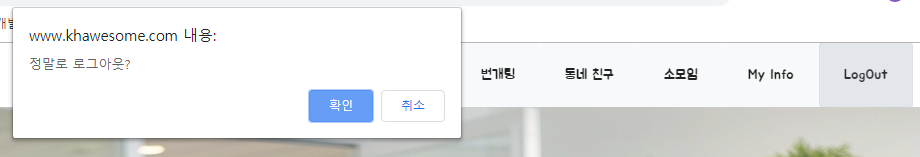 www.khawesome.com 내용:
정말로 로그아웃?
확인 취소
번개팅 동네 친구 소모임 My Info LogOut